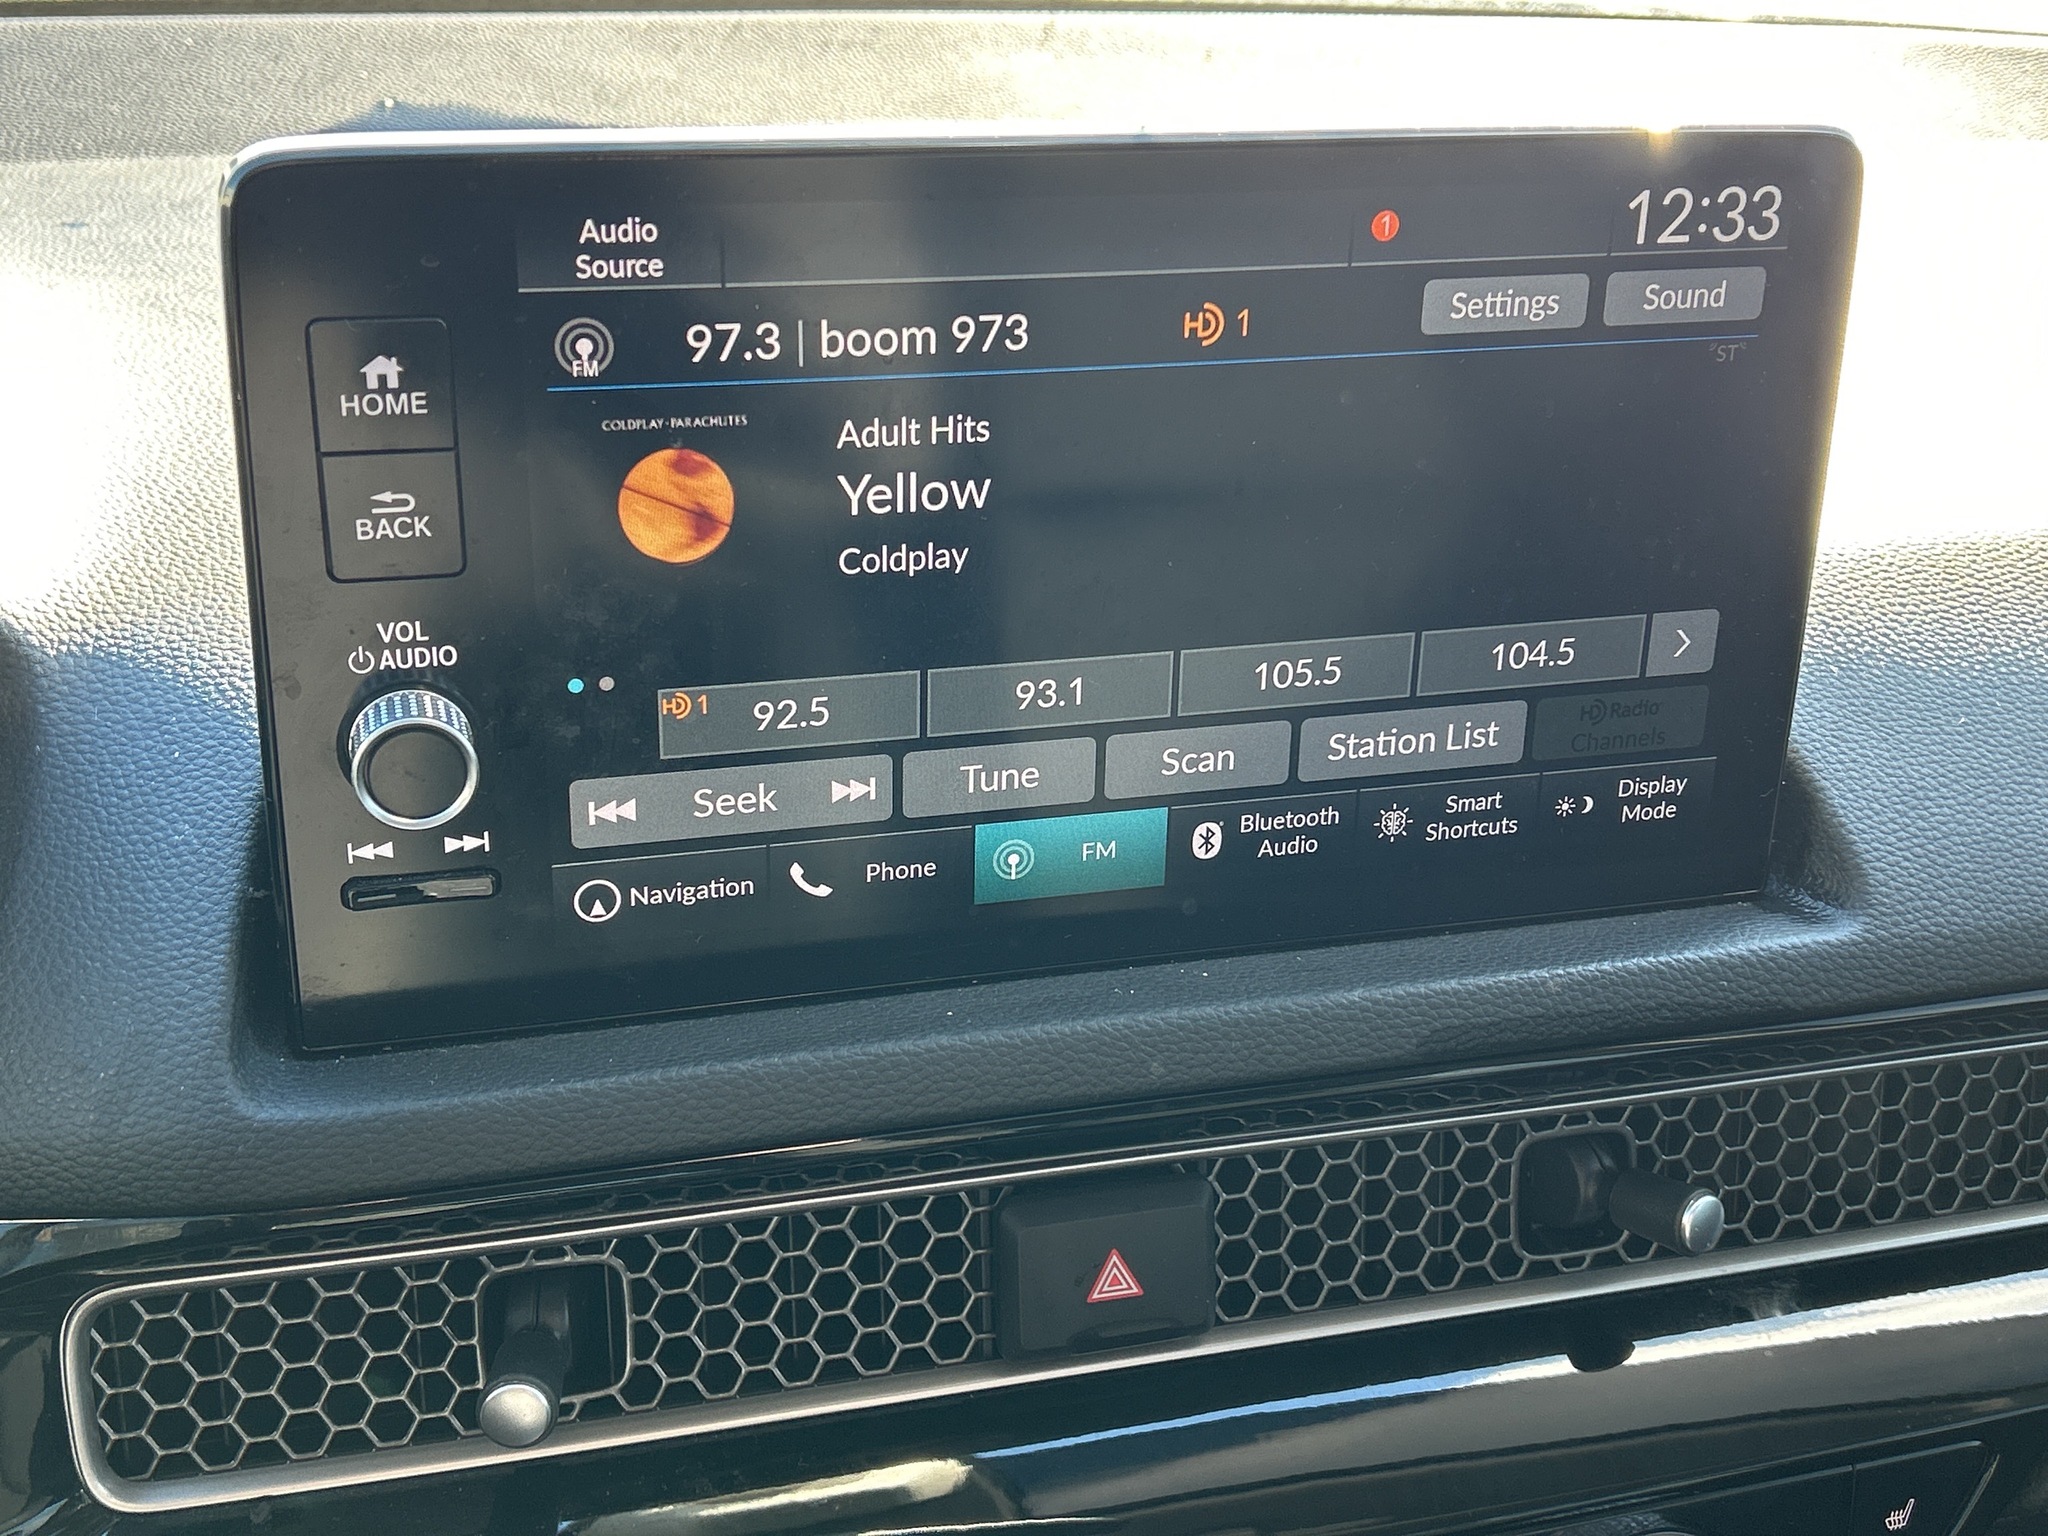 Audio
Source
1
12:33
Settings
Sound
FM
97.3 | boom 973
HD 1
"ST"
HOME
BACK
COLDPLAY·PARACHUTES
Adult Hits
Yellow
Coldplay
VOL
AUDIO
HD 1 92.5
93.1
105.5
104.5
Seek
Tune
Scan
Station List
HD Radio
Channels
Navigation
Phone
FM
Bluetooth
Audio
Smart
Shortcuts
Display
Mode